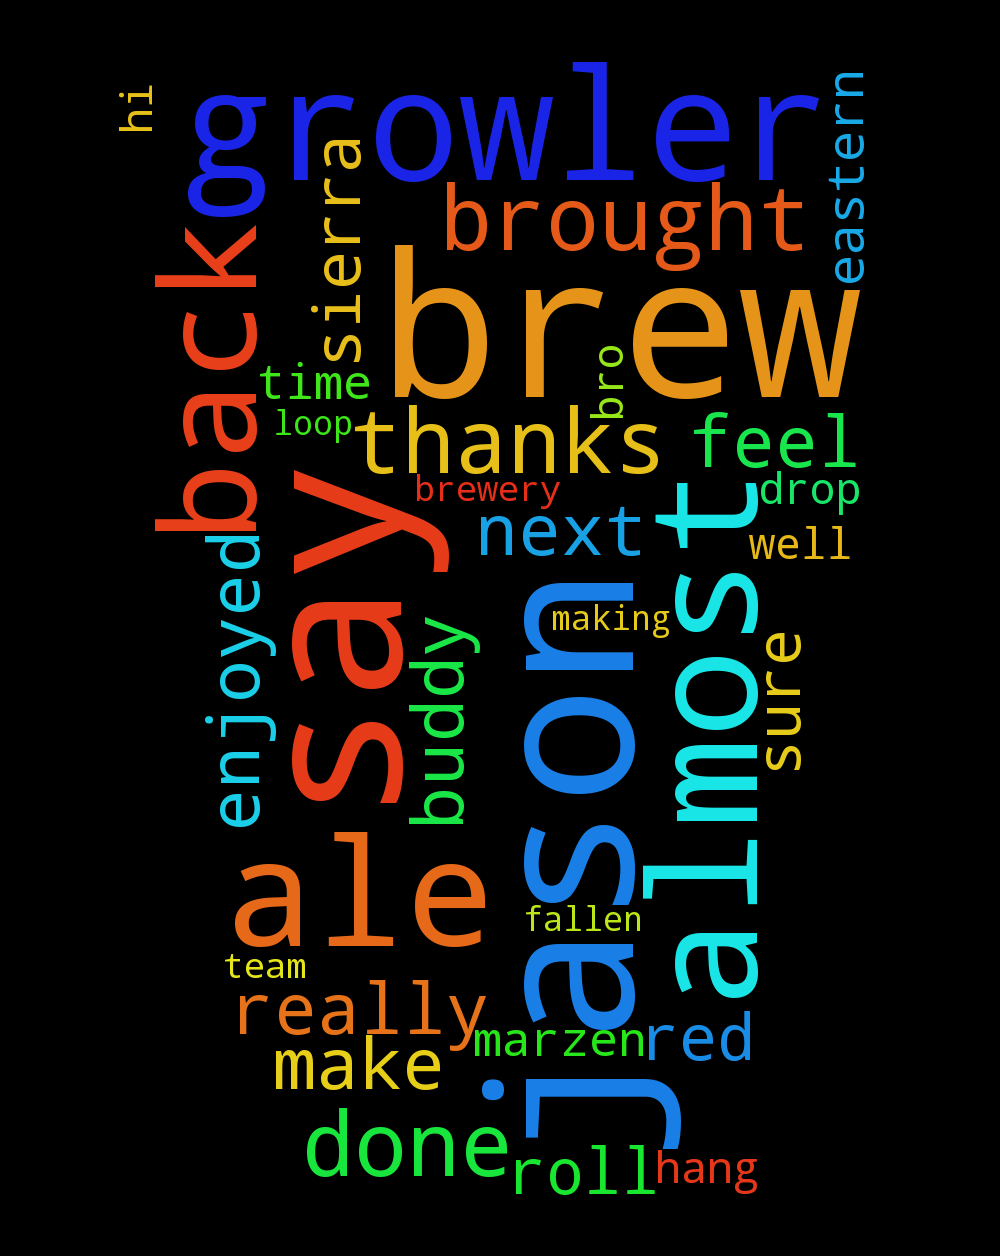 hi
growler
eastern
sierra
brought
back
brew
time
bro
loop
thanks
feel
brewery
drop
say
next
almost
well
enjoyed
jason
making
buddy
sure
ale
fallen
team
really
marzen
red
make
done
roll
hang